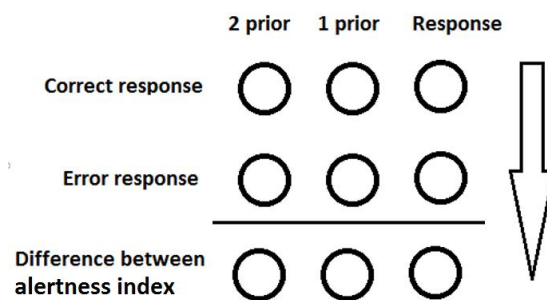 2 prior 1 prior Response
Correct response
Error response
Difference between
alertness index